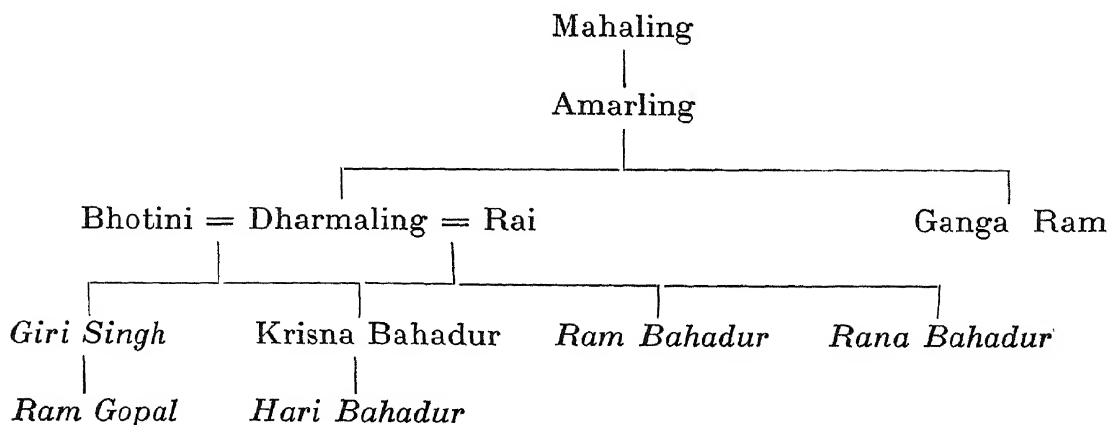 Mahaling
Amarling
Bhotini = Dharmaling = Rai Ganga Ram
Giri Singh Krisna Bahadur Ram Bahadur Rana Bahadur
Ram Gopal Hari Bahadur